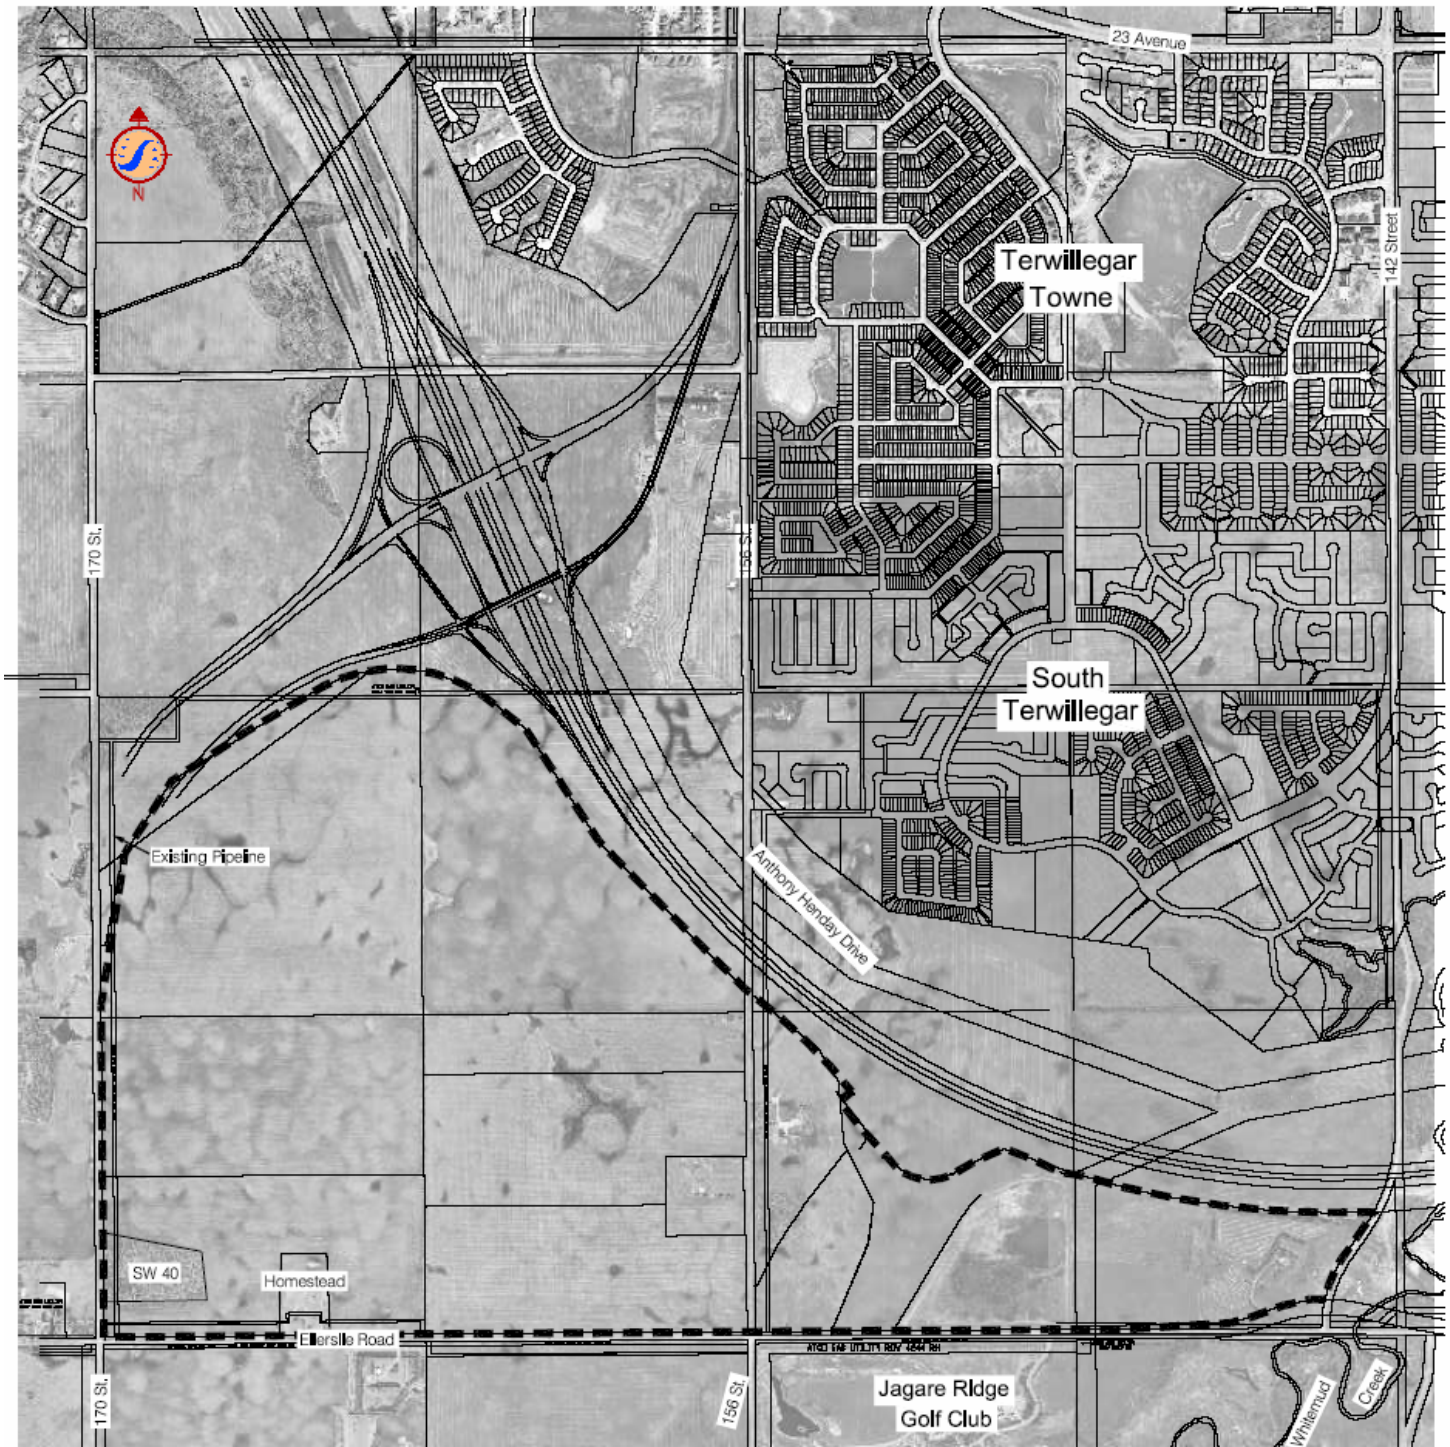 23 Avenue
N
142 Street
Terwillegar
Towne
170 St.
156 St.
South
Terwillegar
Existing Pipeline
Anthony Henday Drive
SW 40
Homestead
Ellerslie Road
170 St.
156 St.
Jagare Ridge
Golf Club
Whitemud
Creek